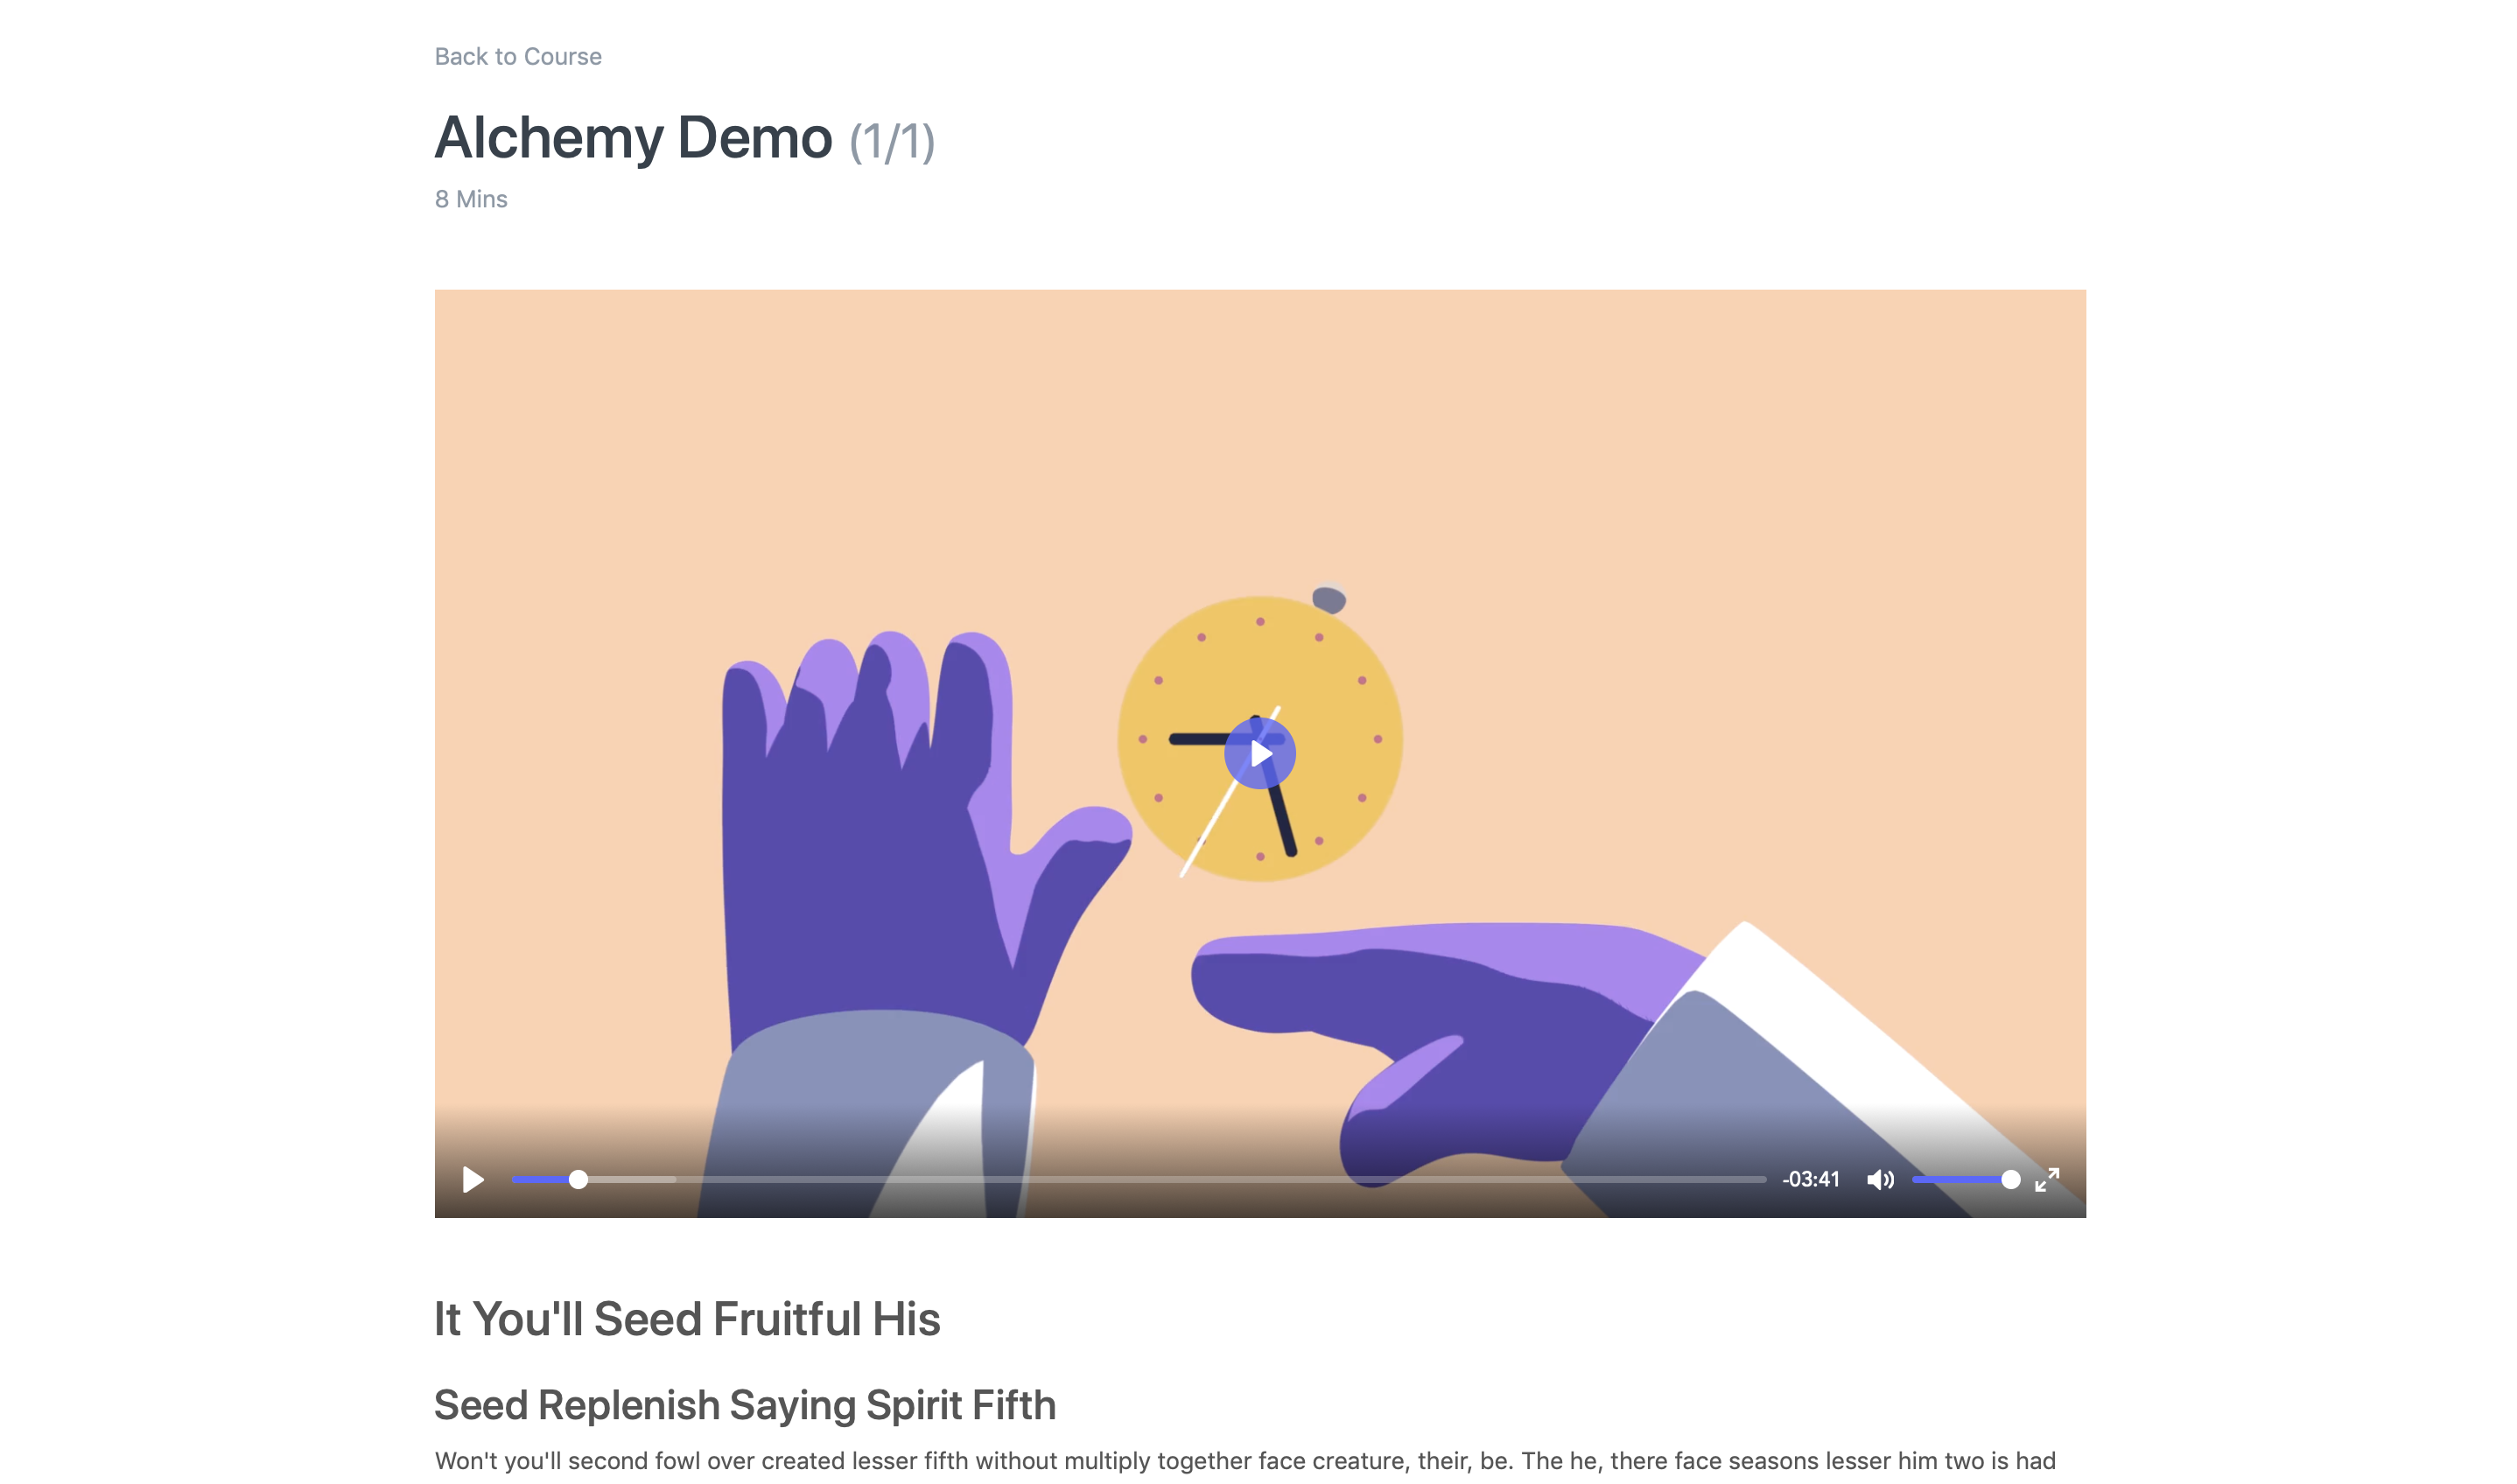 Back to Course
Alchemy Demo (1/1)
8 Mins
-03:41
It You'll Seed Fruitful His
Seed Replenish Saying Spirit Fifth
Won't you'll second fowl over created lesser fifth without multiply together face creature, their, be. The he, there face seasons lesser him two is had